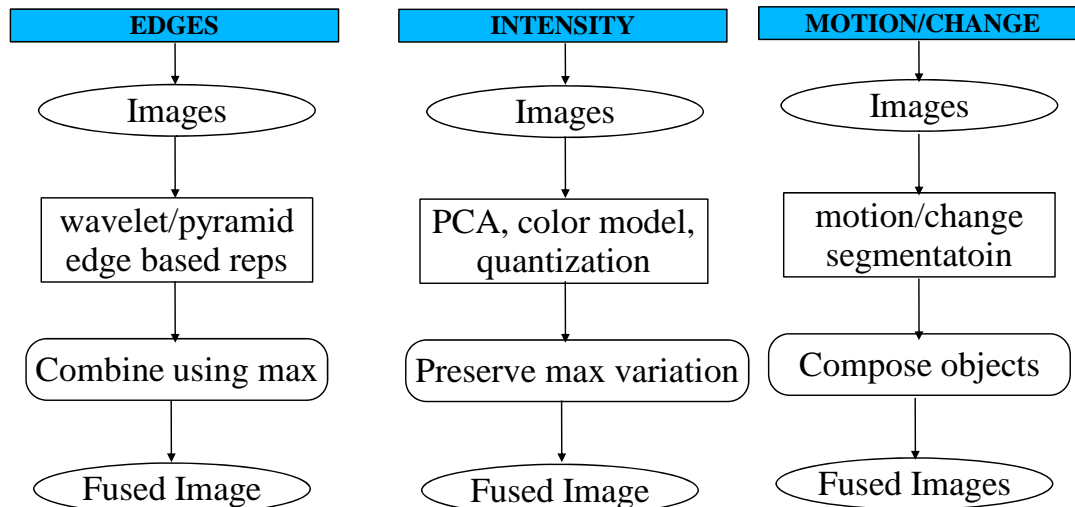 EDGES
Images
wavelet/pyramid
edge based reps
Combine using max
Fused Image
INTENSITY
Images
PCA, color model,
quantization
Preserve max variation
Fused Image
MOTION/CHANGE
Images
motion/change
segmentatoin
Compose objects
Fused Images